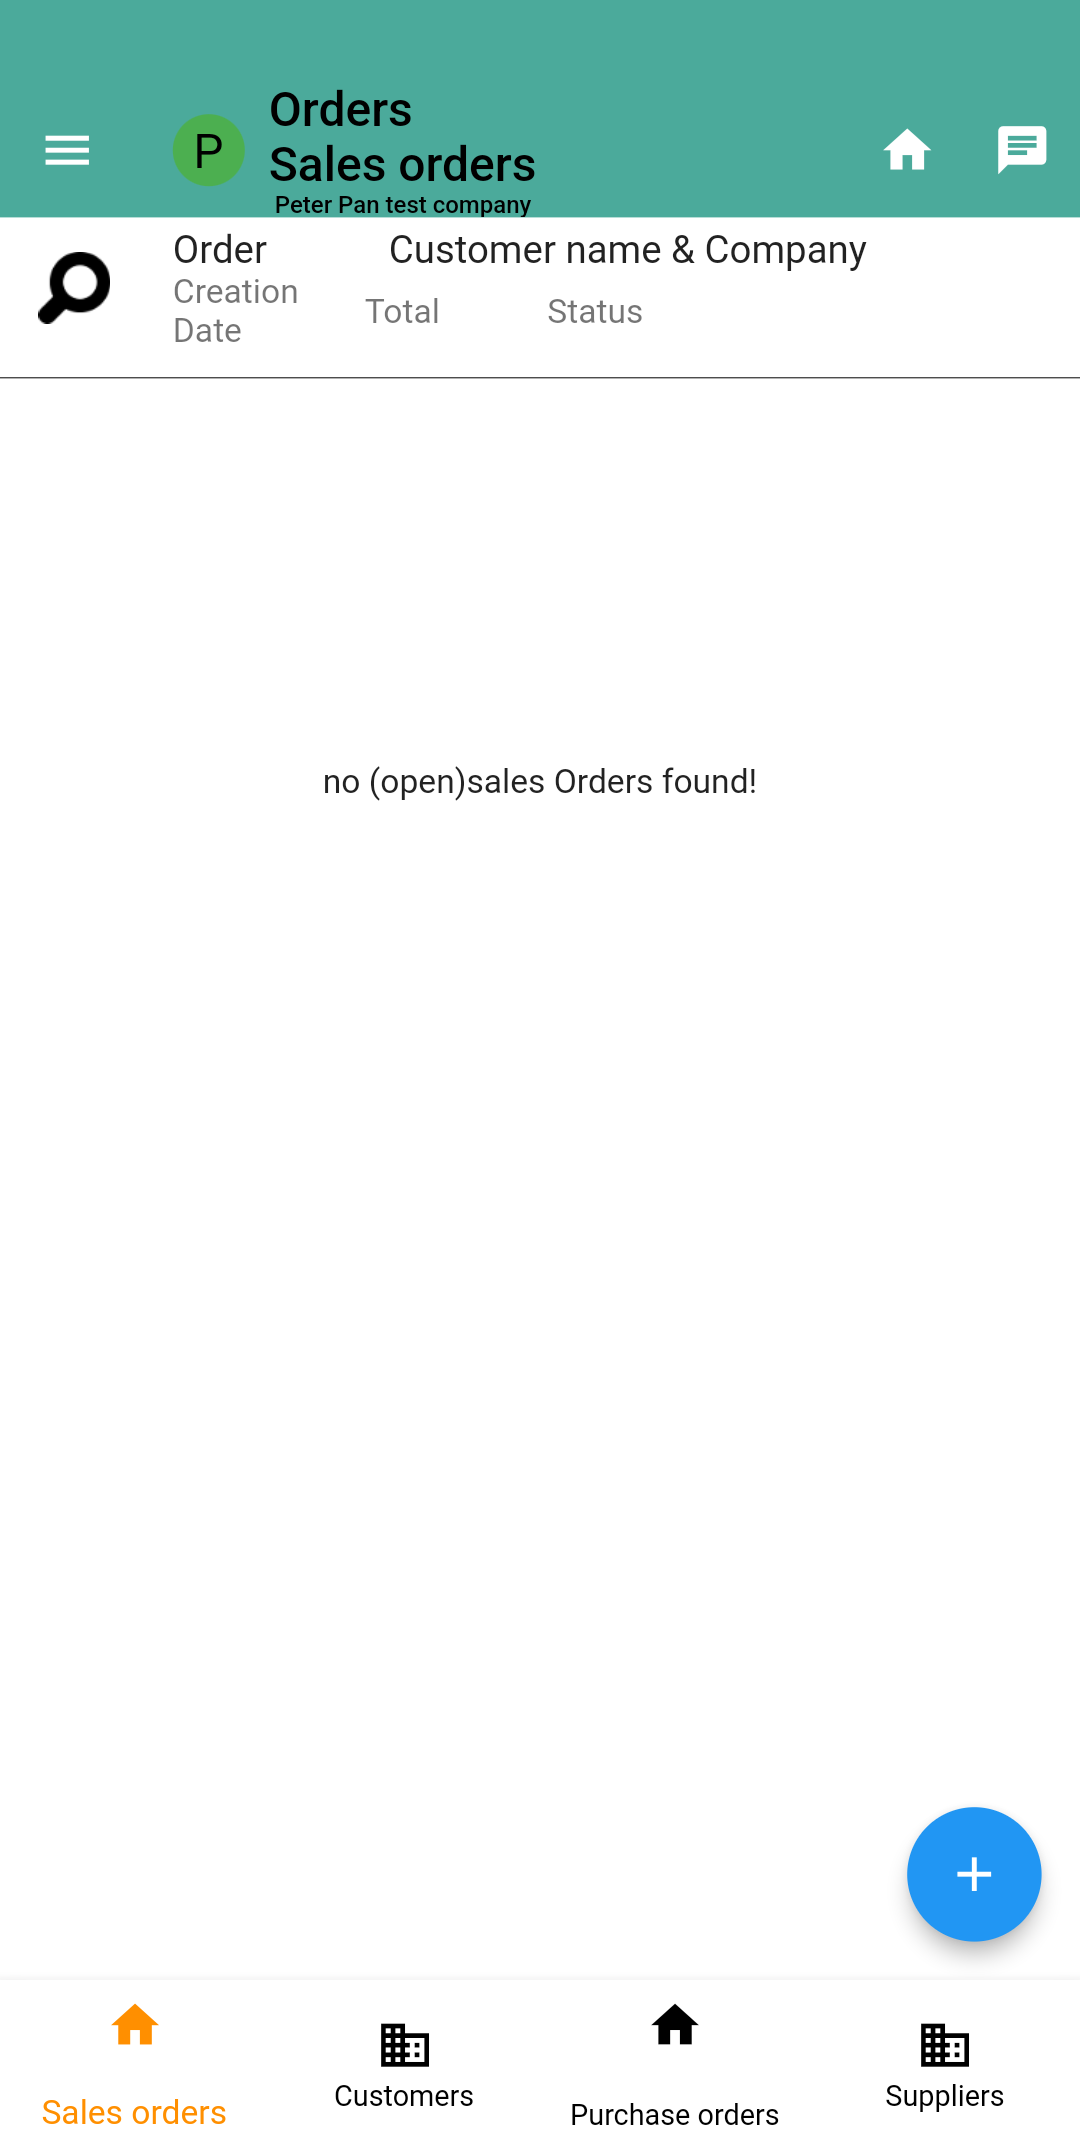 P
Orders
Sales orders
Peter Pan test company
Order
Customer name & Company
Creation
Date
Total
Status
no (open)sales Orders found!
Sales orders
Customers
Purchase orders
Suppliers